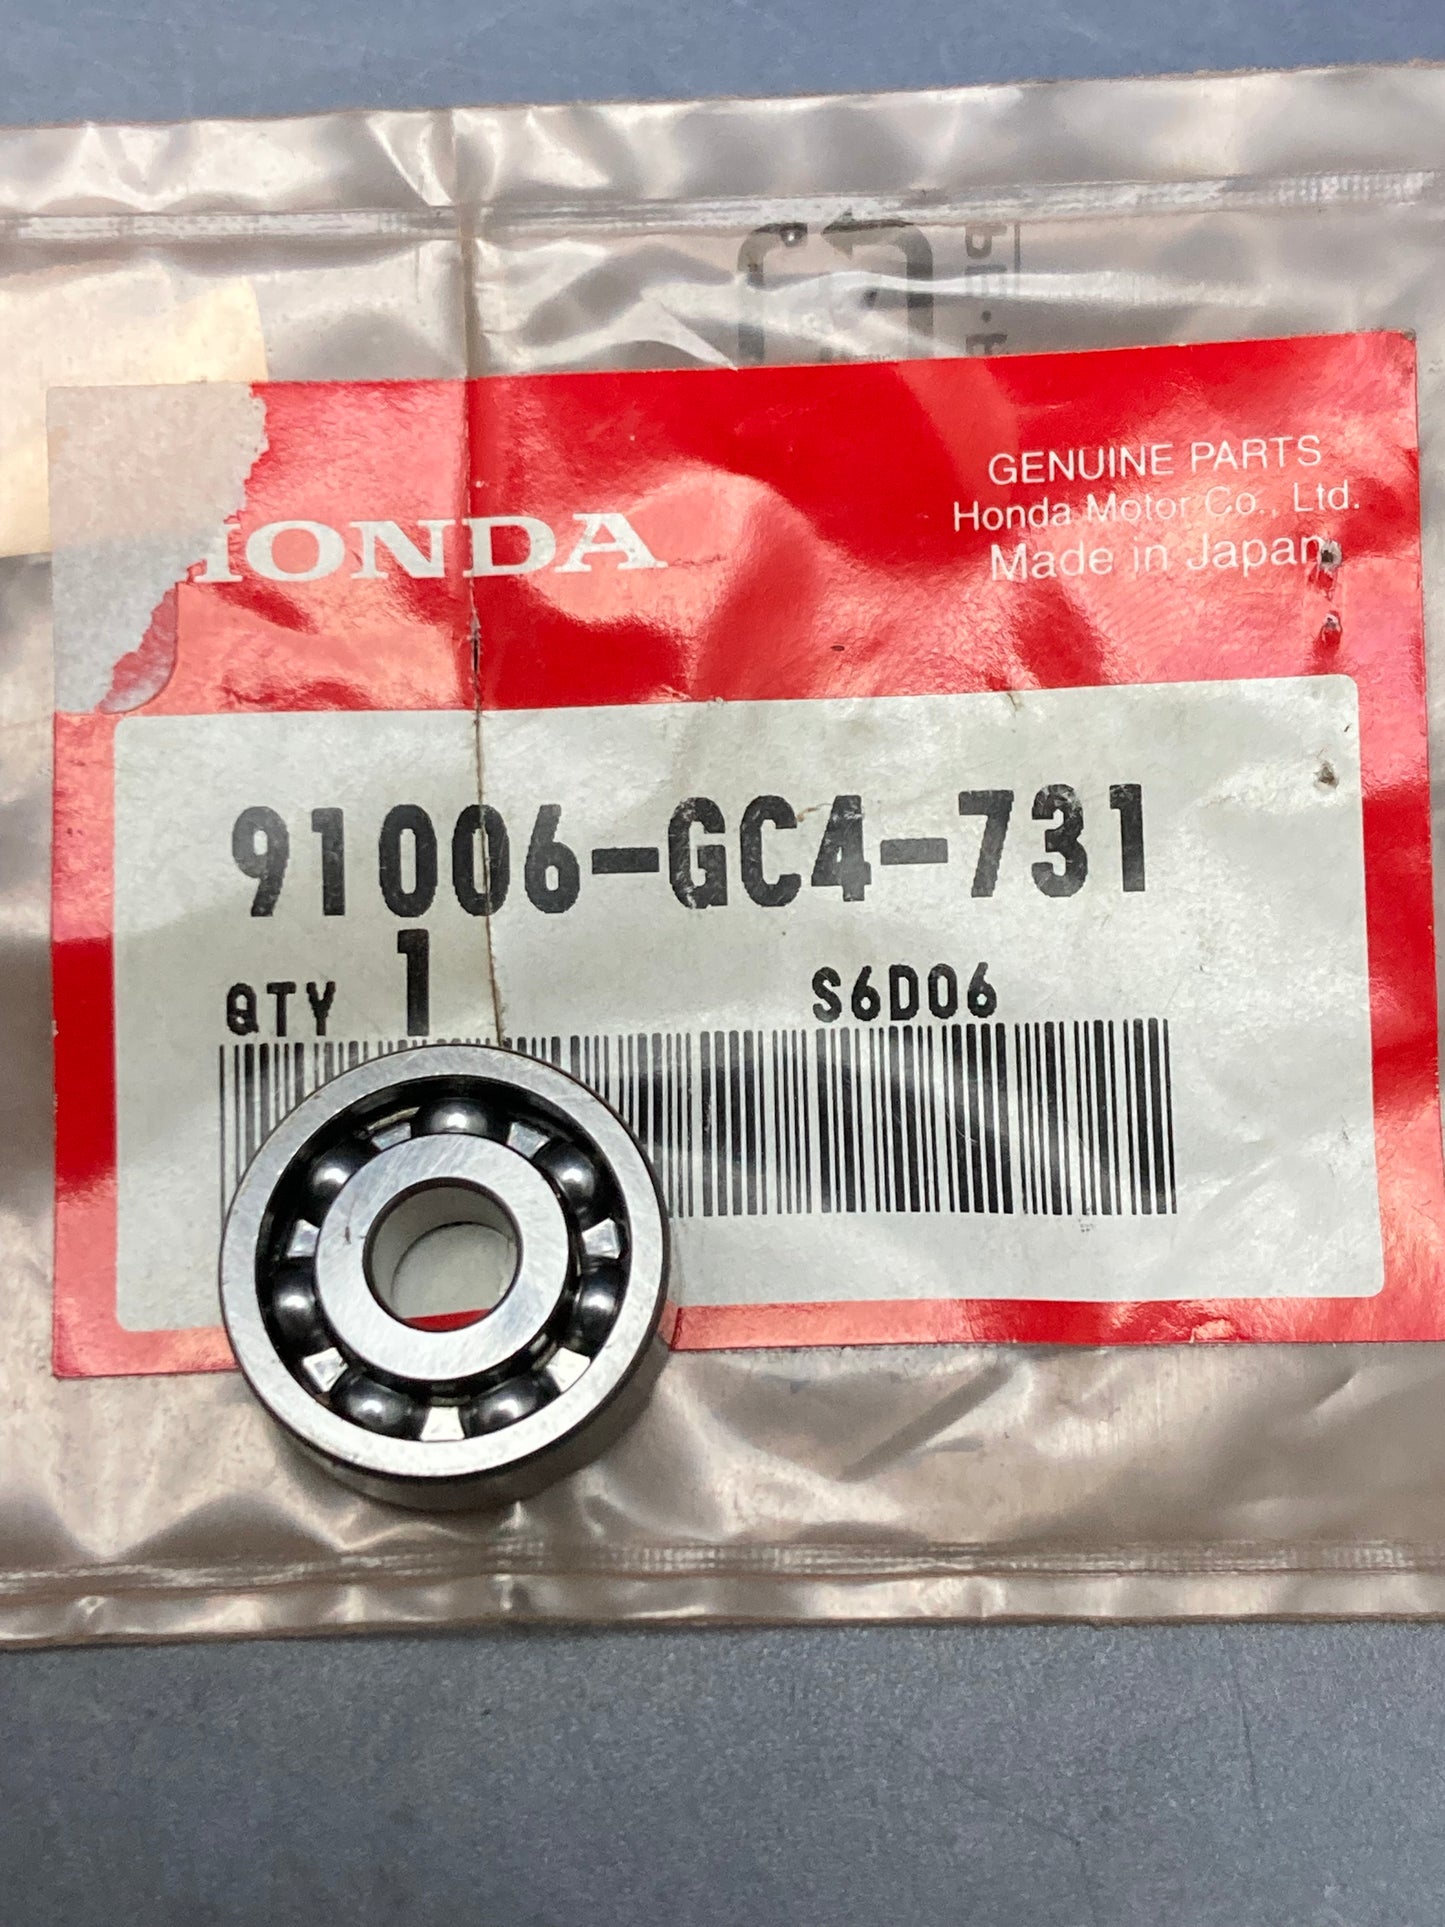 HONDA
GENUINE PARTS
Honda Motor Co., Ltd.
Made in Japan
91006-GC4-731
QTY 1
S6D06